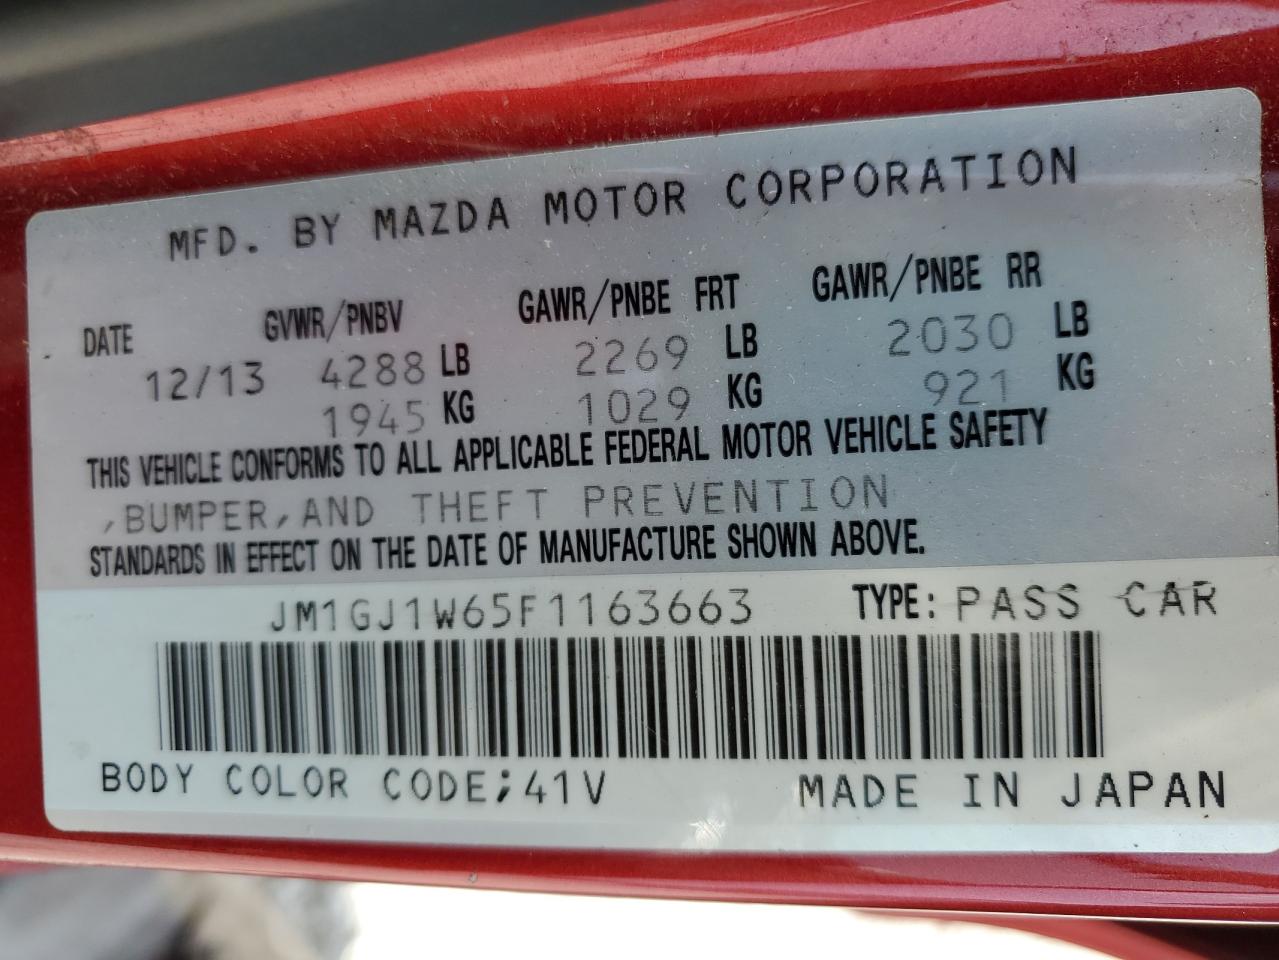 MFD. BY MAZDA MOTOR CORPORATION
DATE GVWR/PNBV GAWR/PNBE FRT GAWR/PNBE RR
12/13 4288 LB 2269 LB 2030 LB
1945 KG 1029 KG 921 KG
THIS VEHICLE CONFORMS TO ALL APPLICABLE FEDERAL MOTOR VEHICLE SAFETY
,BUMPER,AND THEFT PREVENTION
STANDARDS IN EFFECT ON THE DATE OF MANUFACTURE SHOWN ABOVE.
JM1GJ1W65F1163663 TYPE: PASS CAR
BODY COLOR CODE;41V MADE IN JAPAN